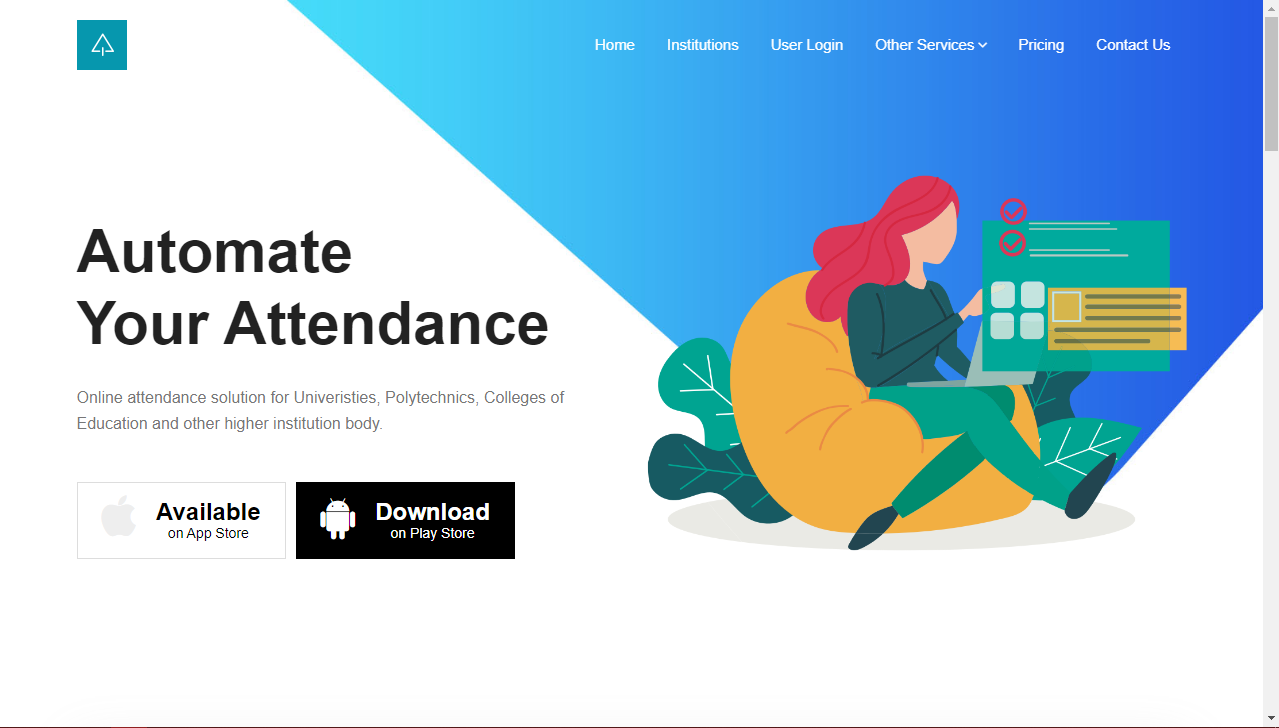 Home Institutions User Login Other Services Pricing Contact Us
Automate
Your Attendance
Online attendance solution for Univeristies, Polytechnics, Colleges of
Education and other higher institution body.
Available
on App Store
Download
on Play Store